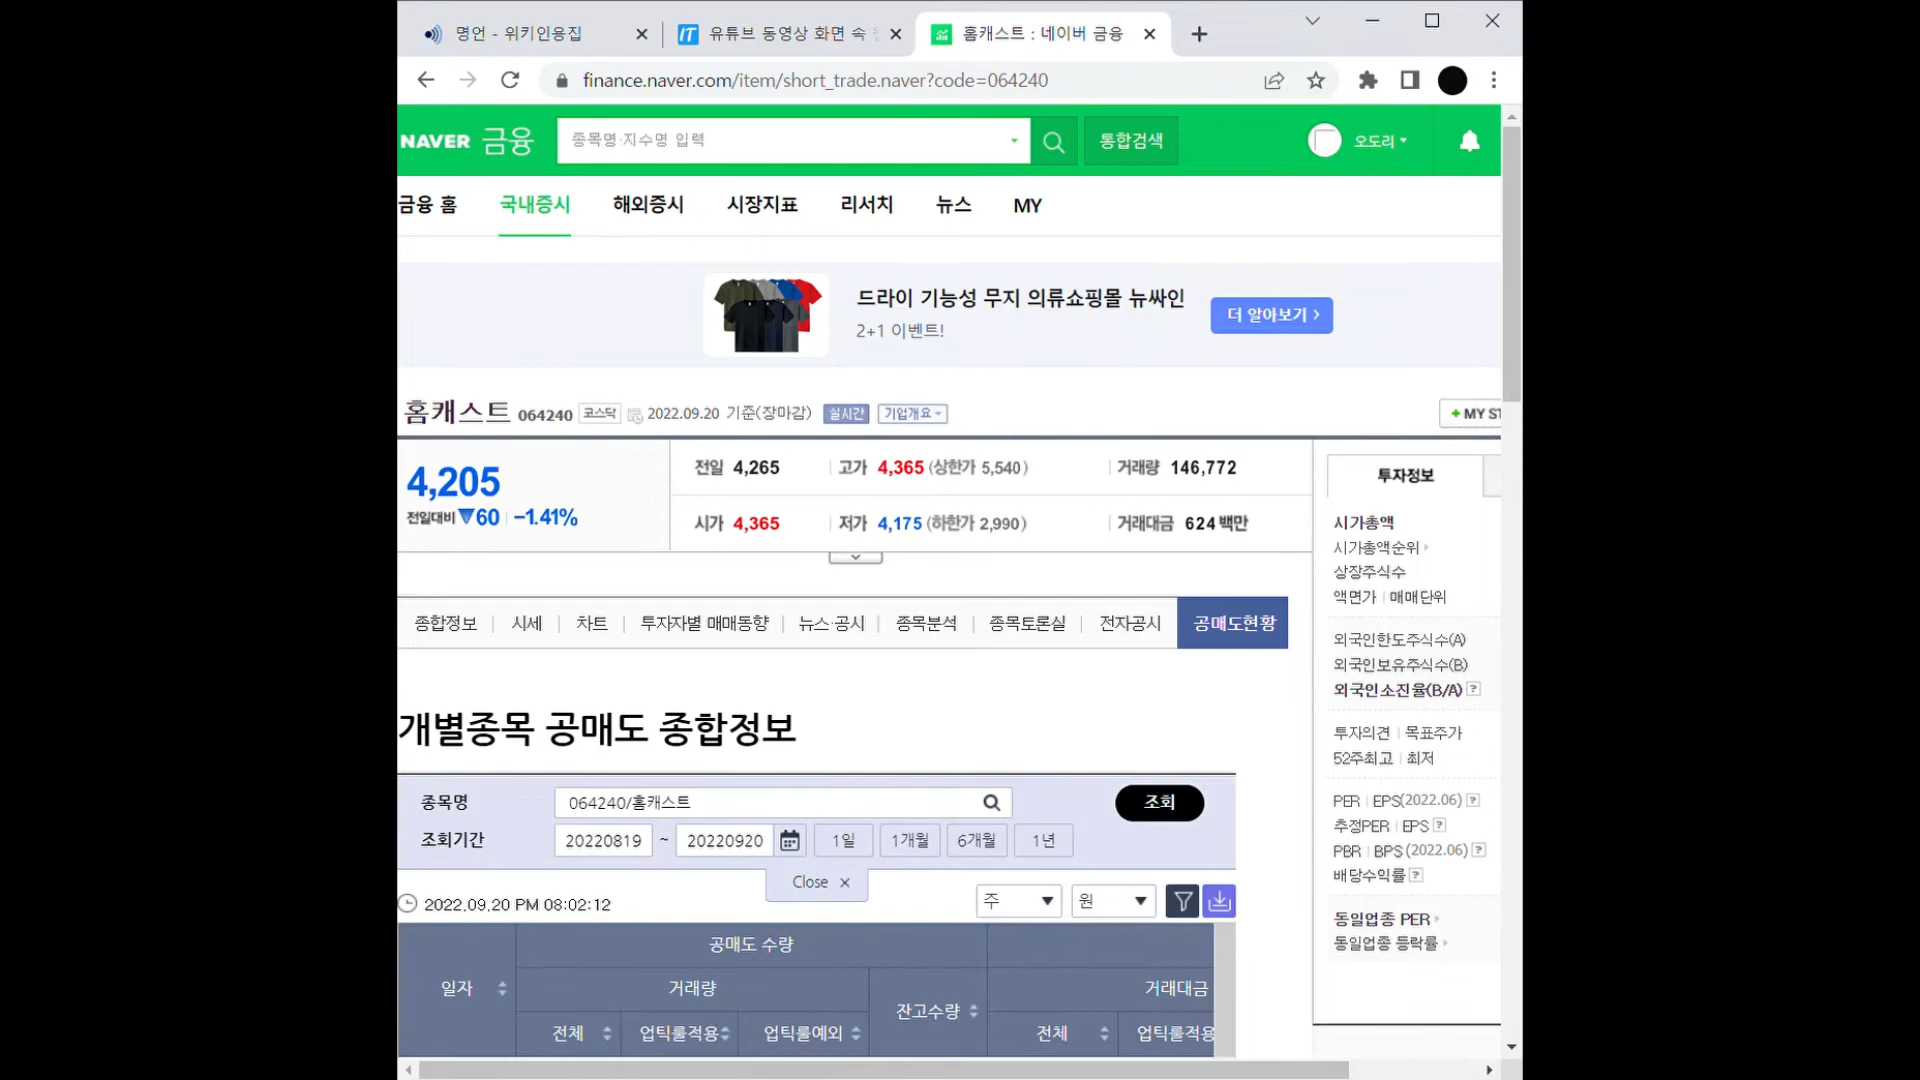 명언 - 위키인용집
유튜브 동영상 화면 속
홈캐스트 : 네이버 금융
finance.naver.com/item/short_trade.naver?code=064240
NAVER 금융
종목명·지수명 입력
통합검색
오도리
금융 홈 국내증시 해외증시 시장지표 리서치 뉴스 MY
드라이 기능성 무지 의류쇼핑몰 뉴싸인
2+1 이벤트!
더 알아보기 >
홈캐스트 064240 코스닥 2022.09.20 기준(장마감) 실시간 기업개요
+ MY ST
4,205
전일대비 ▼60 -1.41%
전일 4,265 고가 4,365 (상한가 5,540) 거래량 146,772
시가 4,365 저가 4,175 (하한가 2,990) 거래대금 624 백만
종합정보 시세 차트 투자자별 매매동향 뉴스·공시 종목분석 종목토론실 전자공시 공매도현황
개별종목 공매도 종합정보
종목명 064240/홈캐스트 조회
조회기간 20220819 ~ 20220920 1일 1개월 6개월 1년
Close ×
2022.09.20 PM 08:02:12
주 원
공매도 수량
일자 거래량 잔고수량 거래대금
전체 업틱룰적용 업틱룰예외 전체 업틱룰적용
투자정보
시가총액
시가총액순위
상장주식수
액면가 | 매매단위
외국인한도주식수(A)
외국인보유주식수(B)
외국인소진율(B/A) ?
투자의견 | 목표주가
52주최고 | 최저
PER | EPS(2022.06) ?
추정PER | EPS ?
PBR | BPS (2022.06) ?
배당수익률 ?
동일업종 PER
동일업종 등락률